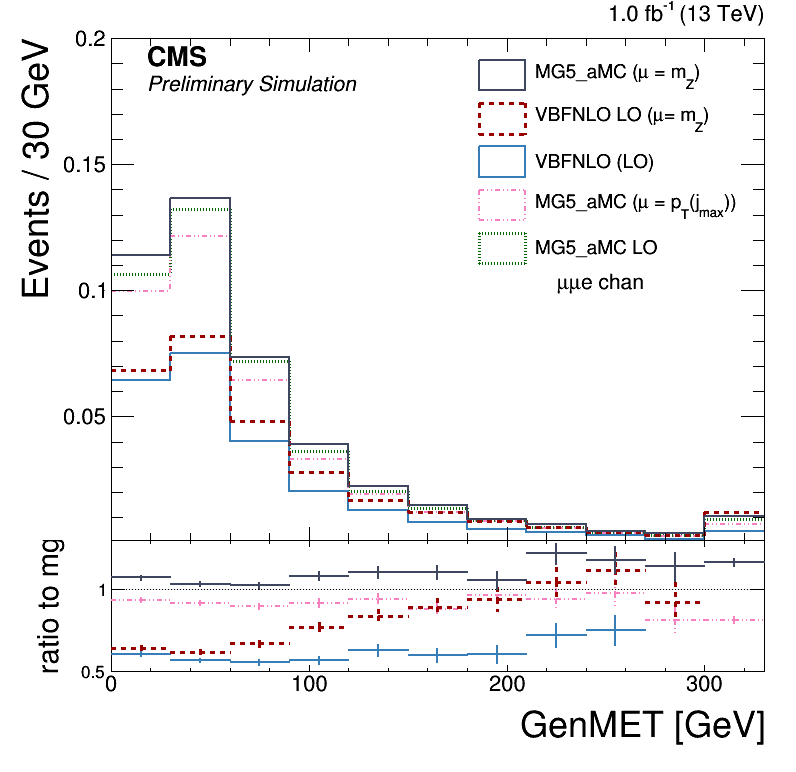 1.0 fb⁻¹ (13 TeV)
CMS
Preliminary Simulation
MG5_aMC (μ = m_Z)
VBFNLO LO (μ= m_Z)
VBFNLO (LO)
MG5_aMC (μ = p_T(j_max))
MG5_aMC LO
μμe chan
Events / 30 GeV
0.2
0.15
0.1
0.05
ratio to mg
1
0.5
0 100 200 300
GenMET [GeV]